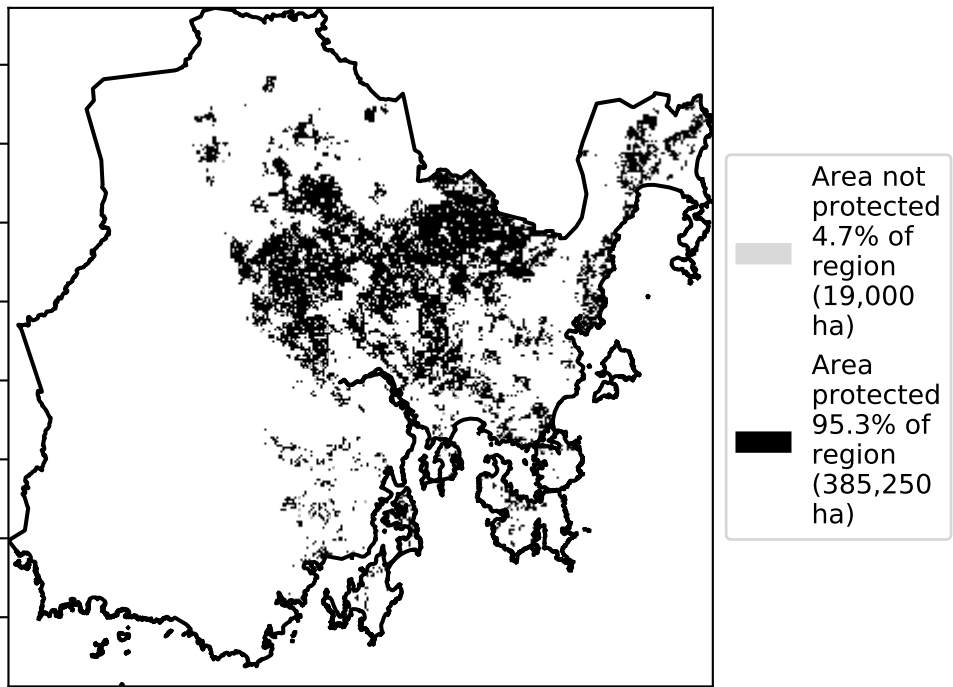 Area not
protected
4.7% of
region
(19,000
ha)
Area
protected
95.3% of
region
(385,250
ha)